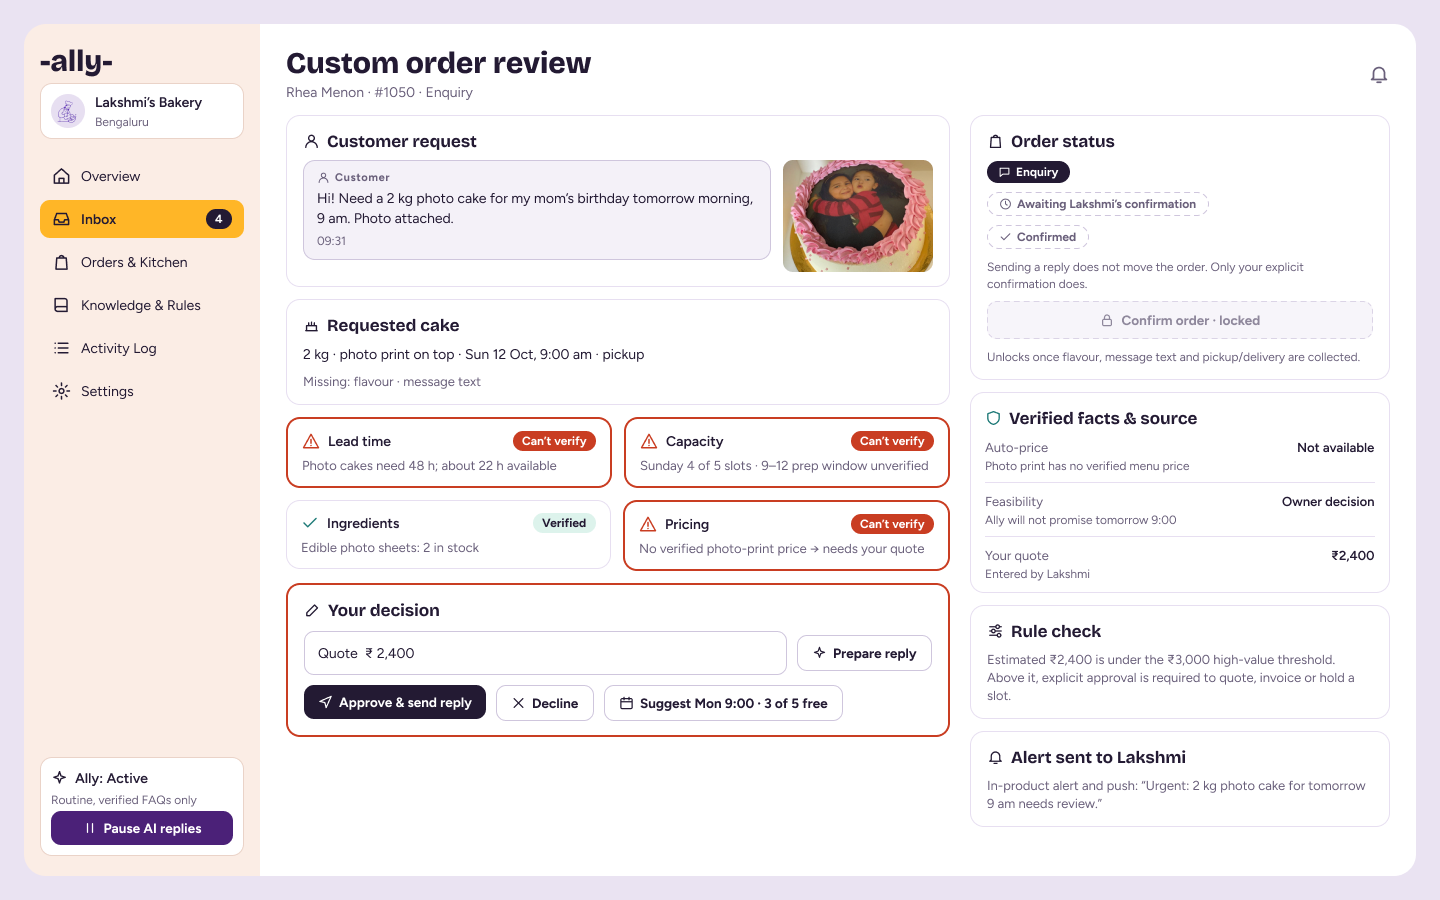 -ally-
Lakshmi’s Bakery
Bengaluru
Overview
Inbox 4
Orders & Kitchen
Knowledge & Rules
Activity Log
Settings
Ally: Active
Routine, verified FAQs only
Pause AI replies
Custom order review
Rhea Menon · #1050 · Enquiry
Customer request
Customer
Hi! Need a 2 kg photo cake for my mom’s birthday tomorrow morning,
9 am. Photo attached.
09:31
Requested cake
2 kg · photo print on top · Sun 12 Oct, 9:00 am · pickup
Missing: flavour · message text
Lead time Can’t verify
Photo cakes need 48 h; about 22 h available
Capacity Can’t verify
Sunday 4 of 5 slots · 9–12 prep window unverified
Ingredients Verified
Edible photo sheets: 2 in stock
Pricing Can’t verify
No verified photo-print price → needs your quote
Your decision
Quote ₹ 2,400
Prepare reply
Approve & send reply
Decline
Suggest Mon 9:00 · 3 of 5 free
Order status
Enquiry
Awaiting Lakshmi’s confirmation
Confirmed
Sending a reply does not move the order. Only your explicit
confirmation does.
Confirm order · locked
Unlocks once flavour, message text and pickup/delivery are collected.
Verified facts & source
Auto-price Not available
Photo print has no verified menu price
Feasibility Owner decision
Ally will not promise tomorrow 9:00
Your quote ₹2,400
Entered by Lakshmi
Rule check
Estimated ₹2,400 is under the ₹3,000 high-value threshold.
Above it, explicit approval is required to quote, invoice or hold a
slot.
Alert sent to Lakshmi
In-product alert and push: “Urgent: 2 kg photo cake for tomorrow
9 am needs review.”